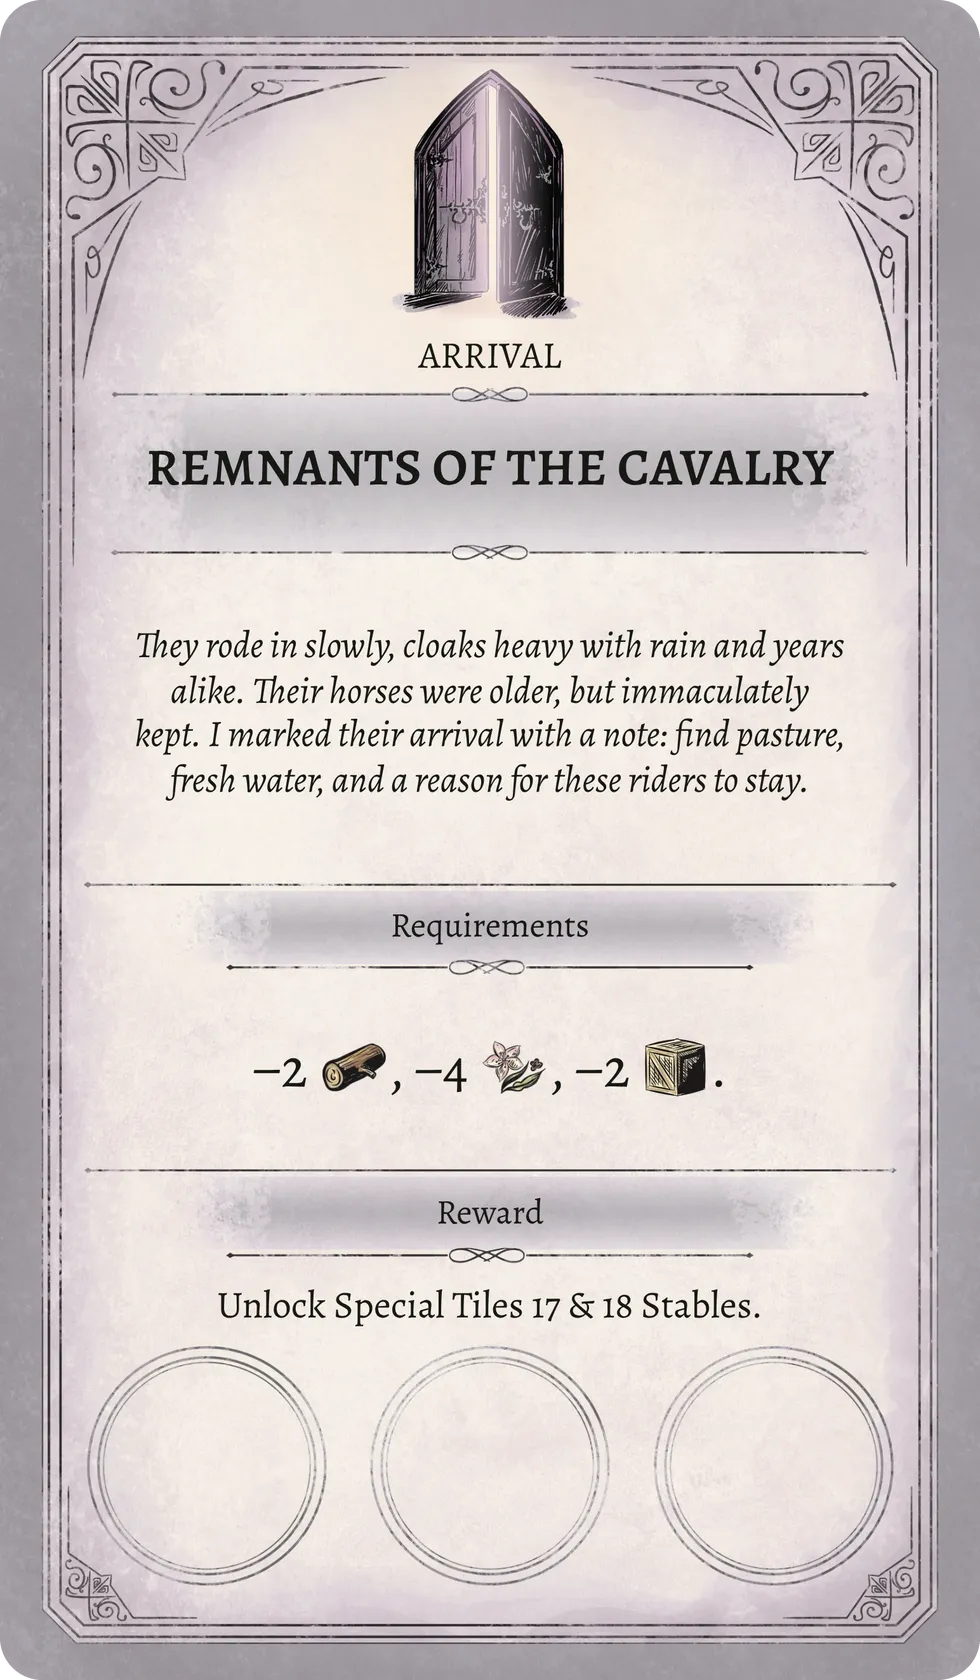 ARRIVAL
REMNANTS OF THE CAVALRY
They rode in slowly, cloaks heavy with rain and years
alike. Their horses were older, but immaculately
kept. I marked their arrival with a note: find pasture,
fresh water, and a reason for these riders to stay.
Requirements
–2 , –4 , –2 .
Reward
Unlock Special Tiles 17 & 18 Stables.